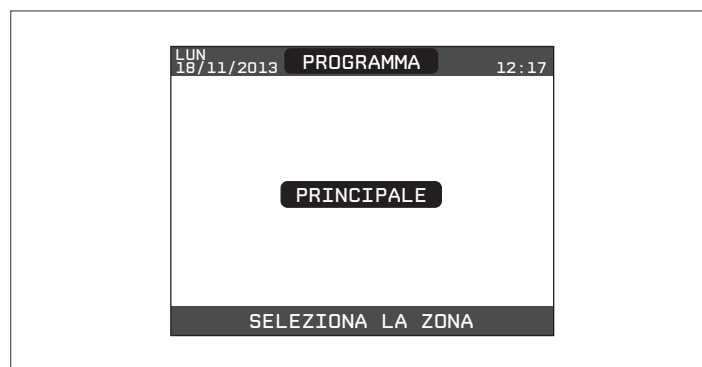 LUN
18/11/2013 PROGRAMMA 12:17
PRINCIPALE
SELEZIONA LA ZONA